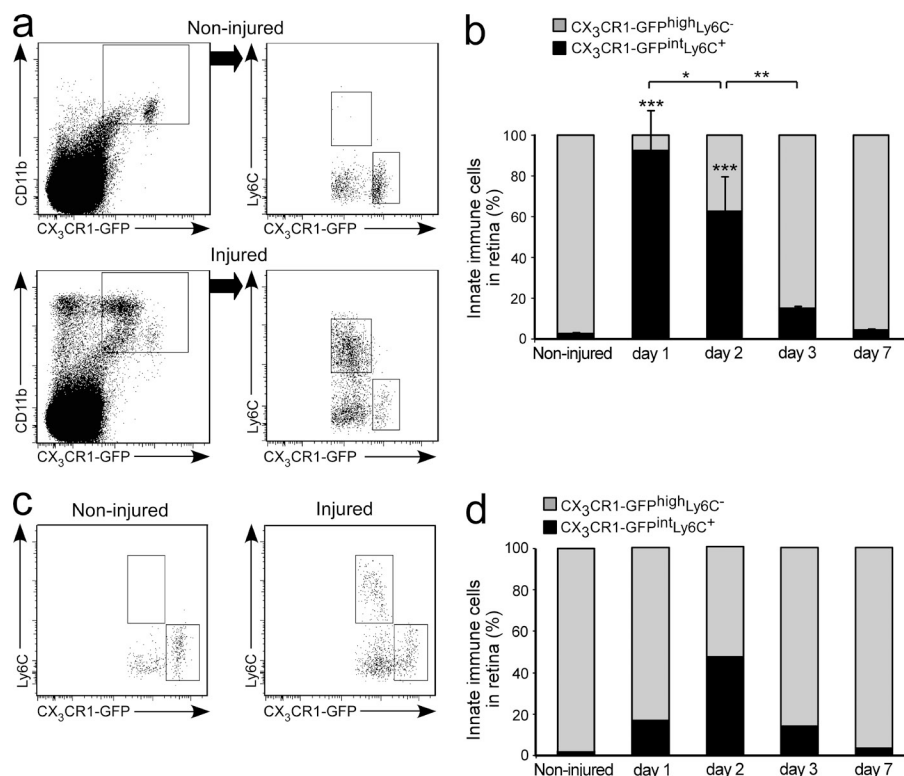 a
Non-injured
CD11b
CX₃CR1-GFP
Ly6C
CX₃CR1-GFP
Injured
CD11b
CX₃CR1-GFP
Ly6C
CX₃CR1-GFP
b
CX₃CR1-GFPʰⁱᵍʰLy6C⁻
CX₃CR1-GFPⁱⁿᵗLy6C⁺
* **
***
***
Innate immune cells
in retina (%)
100
80
60
40
20
0
Non-injured day 1 day 2 day 3 day 7
c
Non-injured
Injured
Ly6C
CX₃CR1-GFP
Ly6C
CX₃CR1-GFP
d
CX₃CR1-GFPʰⁱᵍʰLy6C⁻
CX₃CR1-GFPⁱⁿᵗLy6C⁺
Innate immune cells
in retina (%)
100
80
60
40
20
0
Non-injured day 1 day 2 day 3 day 7